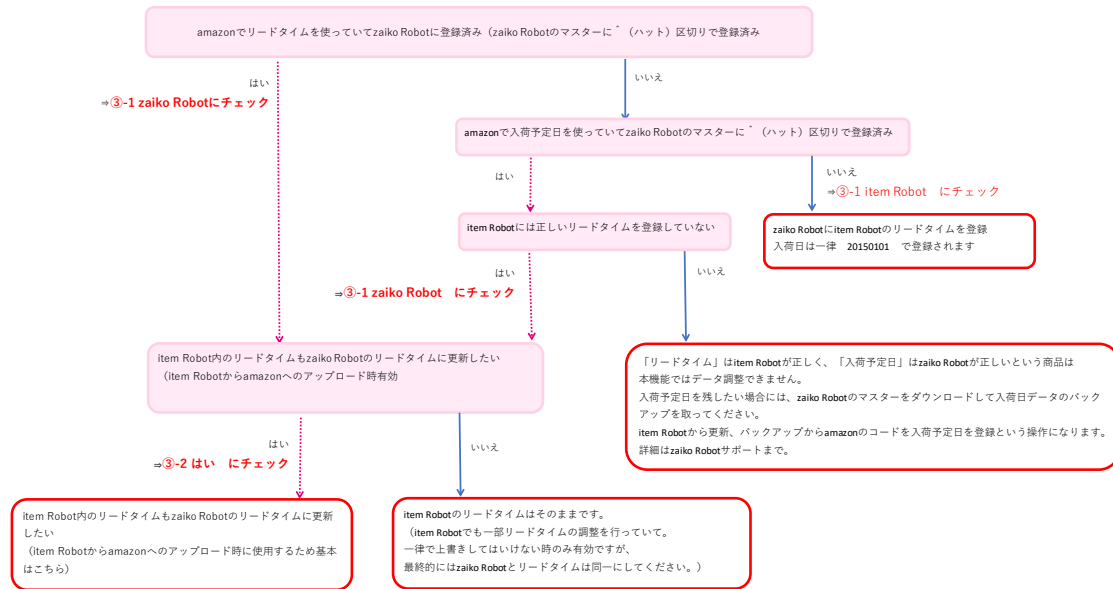 amazonでリードタイムを使っていてzaiko Robotに登録済み（zaiko Robotのマスターに＾（ハット）区切りで登録済み
はい
⇒③-1 zaiko Robotにチェック
いいえ
amazonで入荷予定日を使っていてzaiko Robotのマスターに＾（ハット）区切りで登録済み
はい
いいえ
⇒③-1 item Robot　にチェック
item Robotには正しいリードタイムを登録していない
zaiko Robotにitem Robotのリードタイムを登録
入荷日は一律　20150101　で登録されます
はい
⇒③-1 zaiko Robot　にチェック
いいえ
item Robot内のリードタイムもzaiko Robotのリードタイムに更新したい
（item Robotからamazonへのアップロード時有効
「リードタイム」はitem Robotが正しく、「入荷予定日」はzaiko Robotが正しいという商品は
本機能ではデータ調整できません。
入荷予定日を残したい場合には、zaiko Robotのマスターをダウンロードして入荷日データのバック
アップを取ってください。
item Robotから更新、バックアップからamazonのコードを入荷予定日を登録という操作になります。
詳細はzaiko Robotサポートまで。
はい
⇒③-2 はい　にチェック
いいえ
item Robot内のリードタイムもzaiko Robotのリードタイムに更新
したい
（item Robotからamazonへのアップロード時に使用するため基本
はこちら）
item Robotのリードタイムはそのままです。
（item Robotでも一部リードタイムの調整を行っていて。
一律で上書きしてはいけない時のみ有効ですが、
最終的にはzaiko Robotとリードタイムは同一にしてください。）